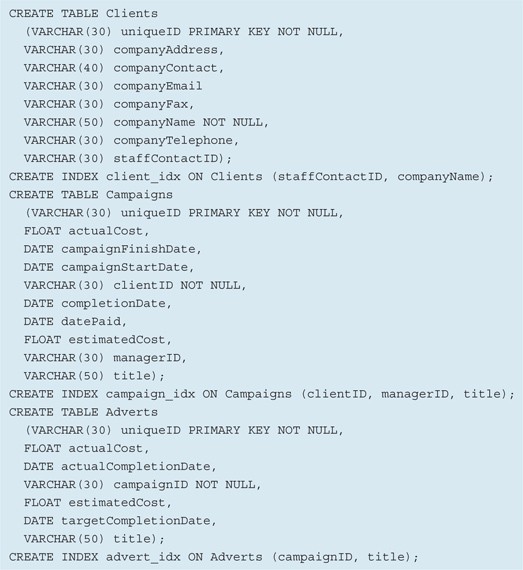 CREATE TABLE Clients
(VARCHAR(30) uniqueID PRIMARY KEY NOT NULL,
VARCHAR(30) companyAddress,
VARCHAR(40) companyContact,
VARCHAR(30) companyEmail
VARCHAR(30) companyFax,
VARCHAR(50) companyName NOT NULL,
VARCHAR(30) companyTelephone,
VARCHAR(30) staffContactID);
CREATE INDEX client_idx ON Clients (staffContactID, companyName);
CREATE TABLE Campaigns
(VARCHAR(30) uniqueID PRIMARY KEY NOT NULL,
FLOAT actualCost,
DATE campaignFinishDate,
DATE campaignStartDate,
VARCHAR(30) clientID NOT NULL,
DATE completionDate,
DATE datePaid,
FLOAT estimatedCost,
VARCHAR(30) managerID,
VARCHAR(50) title);
CREATE INDEX campaign_idx ON Campaigns (clientID, managerID, title);
CREATE TABLE Adverts
(VARCHAR(30) uniqueID PRIMARY KEY NOT NULL,
FLOAT actualCost,
DATE actualCompletionDate,
VARCHAR(30) campaignID NOT NULL,
FLOAT estimatedCost,
DATE targetCompletionDate,
VARCHAR(50) title);
CREATE INDEX advert_idx ON Adverts (campaignID, title);